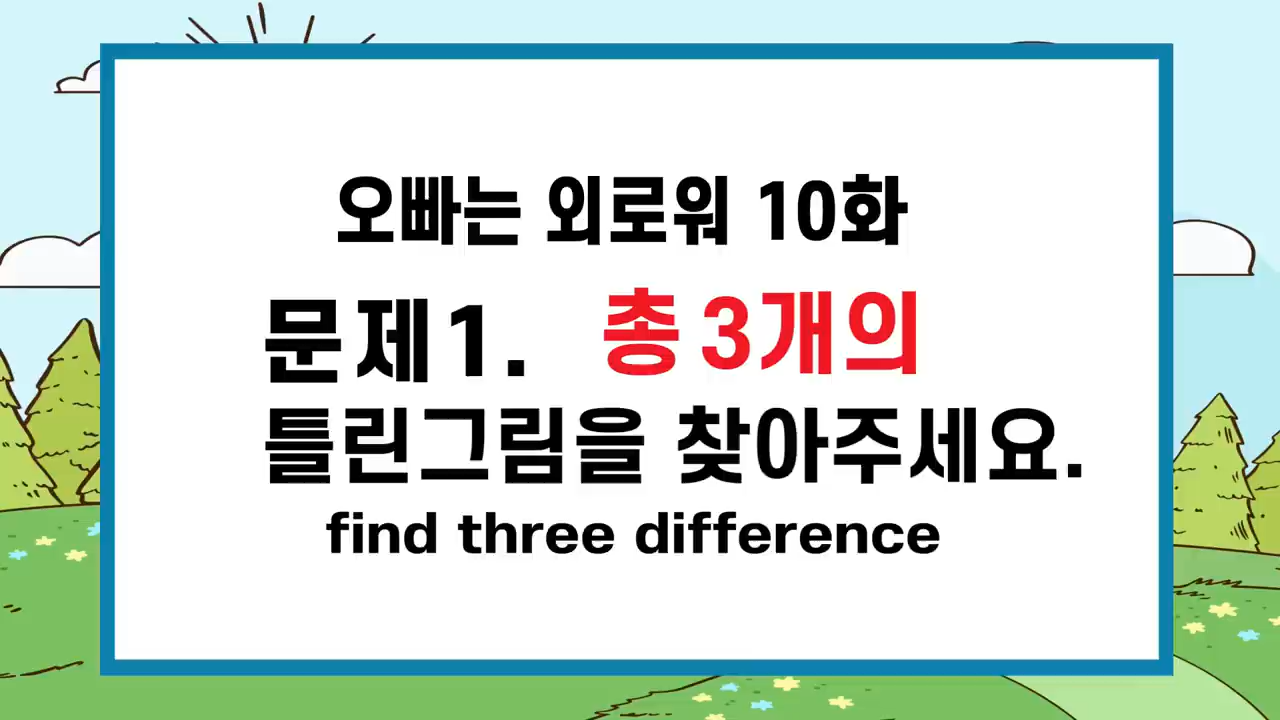 오빠는 외로워 10화
문제1. 총 3개의
틀린그림을 찾아주세요.
find three difference